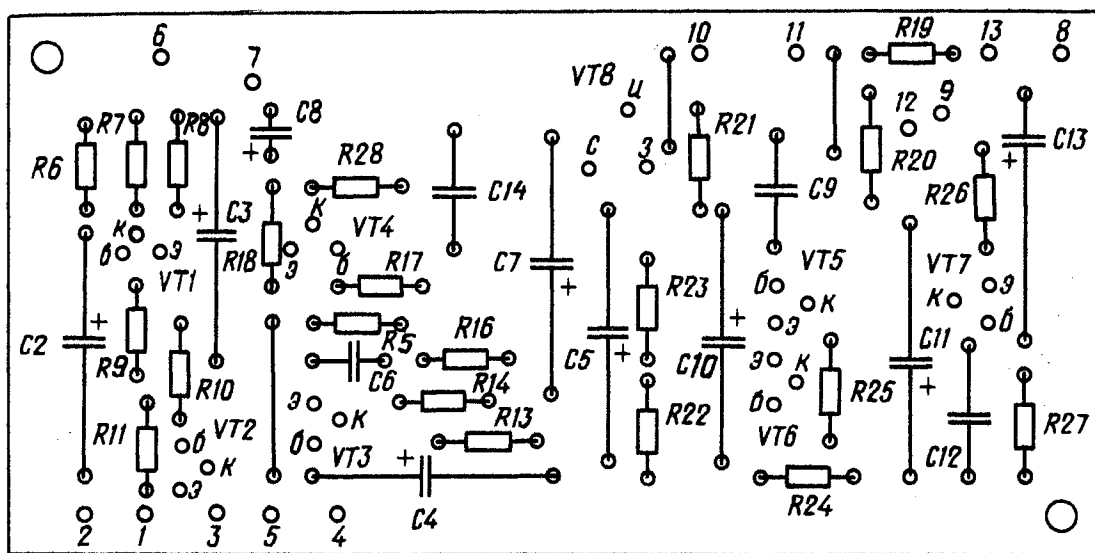 6
7
10
11
R19
13
8
VT8
и
R7
R8
C8
R21
12
9
R6
+
с
з
R20
C13
+
R28
C9
R26
C14
+
C3
к
к
VT4
R18
б
э
э
б
VT1
R17
C7
VT5
VT7
б
к
э
к
+
R23
+
R9
C2
R5
R16
C5
э
б
+
C10
C11
э
к
C6
R14
R10
+
R25
+
R11
э
к
R13
R22
б
R27
б
VT2
б
VT3
+
VT6
C12
к
э
C4
R24
2
1
3
5
4